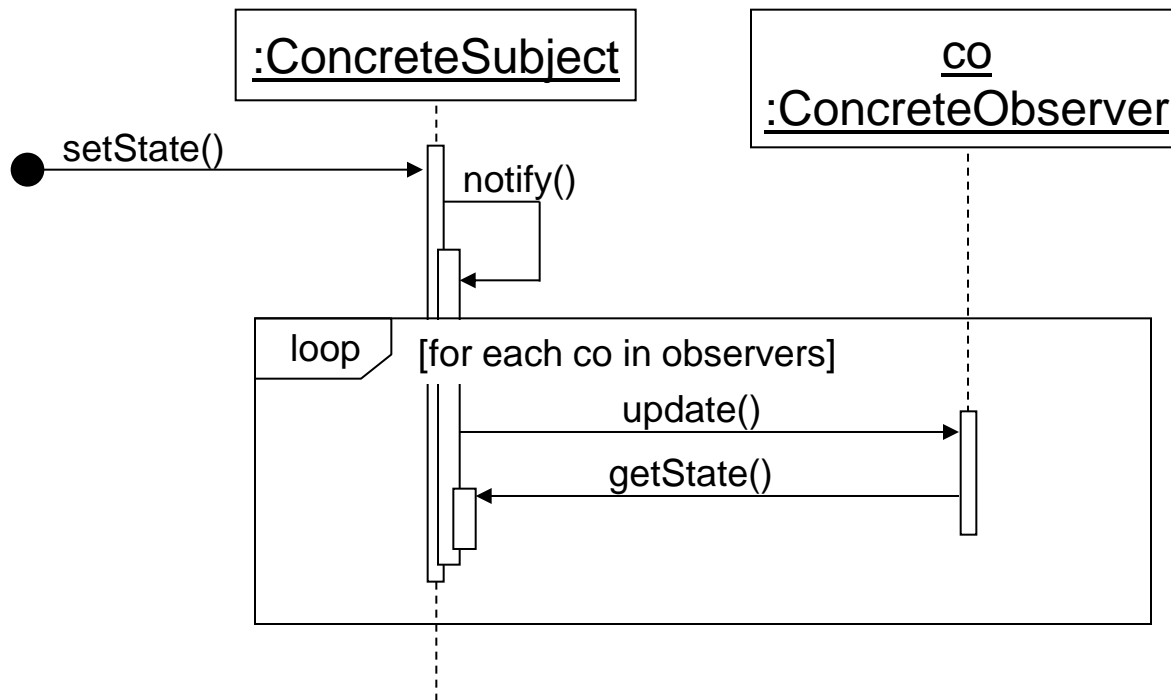 :ConcreteSubject
co
:ConcreteObserver
setState()
notify()
loop
[for each co in observers]
update()
getState()